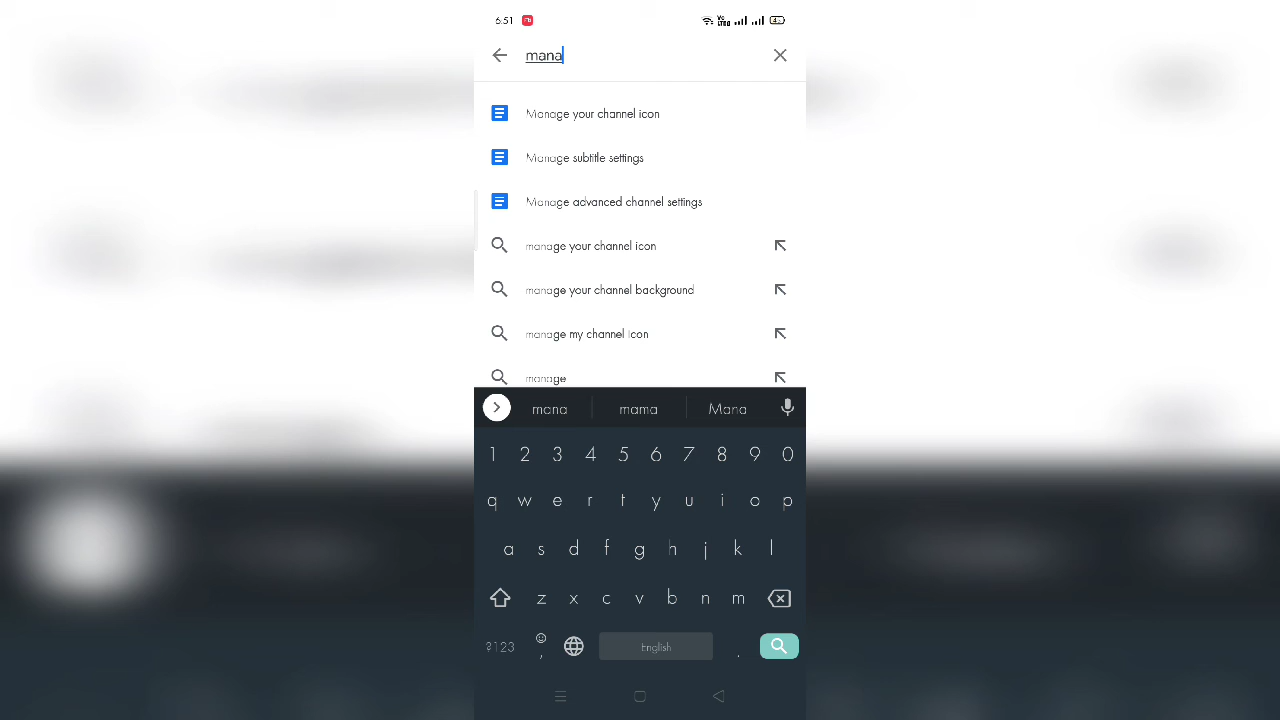 6:51
mana
Manage your channel icon
Manage subtitle settings
Manage advanced channel settings
manage your channel icon
manage your channel background
manage my channel icon
manage
mana mama Mana
1 2 3 4 5 6 7 8 9 0
q w e r t y u i o p
a s d f g h j k l
z x c v b n m
?123 , English .